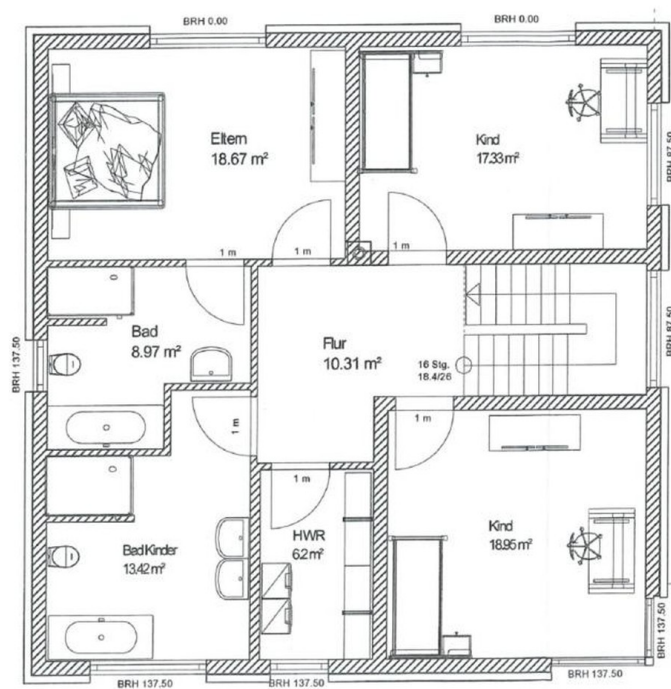 BRH 0.00
BRH 0.00
Eltern
18.67 m²
Kind
17.33 m²
BRH 87.50
1 m
1 m
1 m
Bad
8.97 m²
Flur
10.31 m²
16 Stg.
18.4/26
BRH 137.50
BRH 87.50
1 m
1 m
1 m
Bad Kinder
13.42 m²
HWR
6.2 m²
Kind
18.95 m²
BRH 137.50
BRH 137.50
BRH 137.50
BRH 137.50